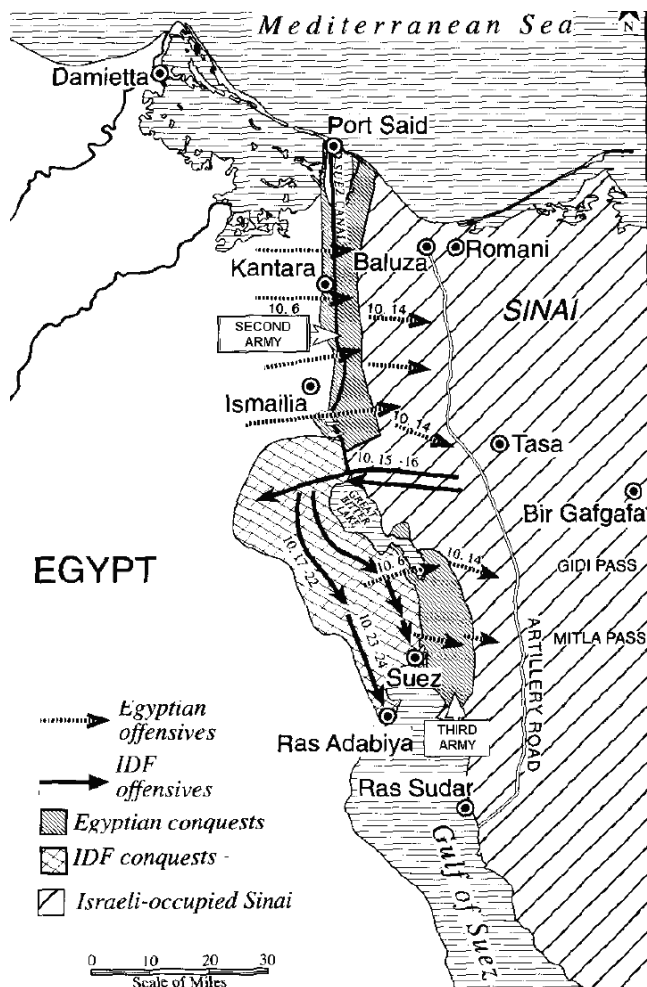 Mediterranean Sea
N
Damietta
Port Said
SUEZ CANAL
Kantara
Baluza
Romani
SINAI
10. 6
10. 14
SECOND
ARMY
Ismailia
10. 14
Tasa
10. 15 -16
GREAT
BITTER
LAKE
Bir Gafgafa
10. 17-22
10. 6
10. 14
EGYPT
GIDI PASS
MITLA PASS
10. 23 -24
ARTILLERY ROAD
Suez
Ras Adabiya
THIRD
ARMY
Ras Sudar
Gulf of Suez
Egyptian
offensives
IDF
offensives
Egyptian conquests
IDF conquests -
Israeli-occupied Sinai
0 10 20 30
Scale of Miles